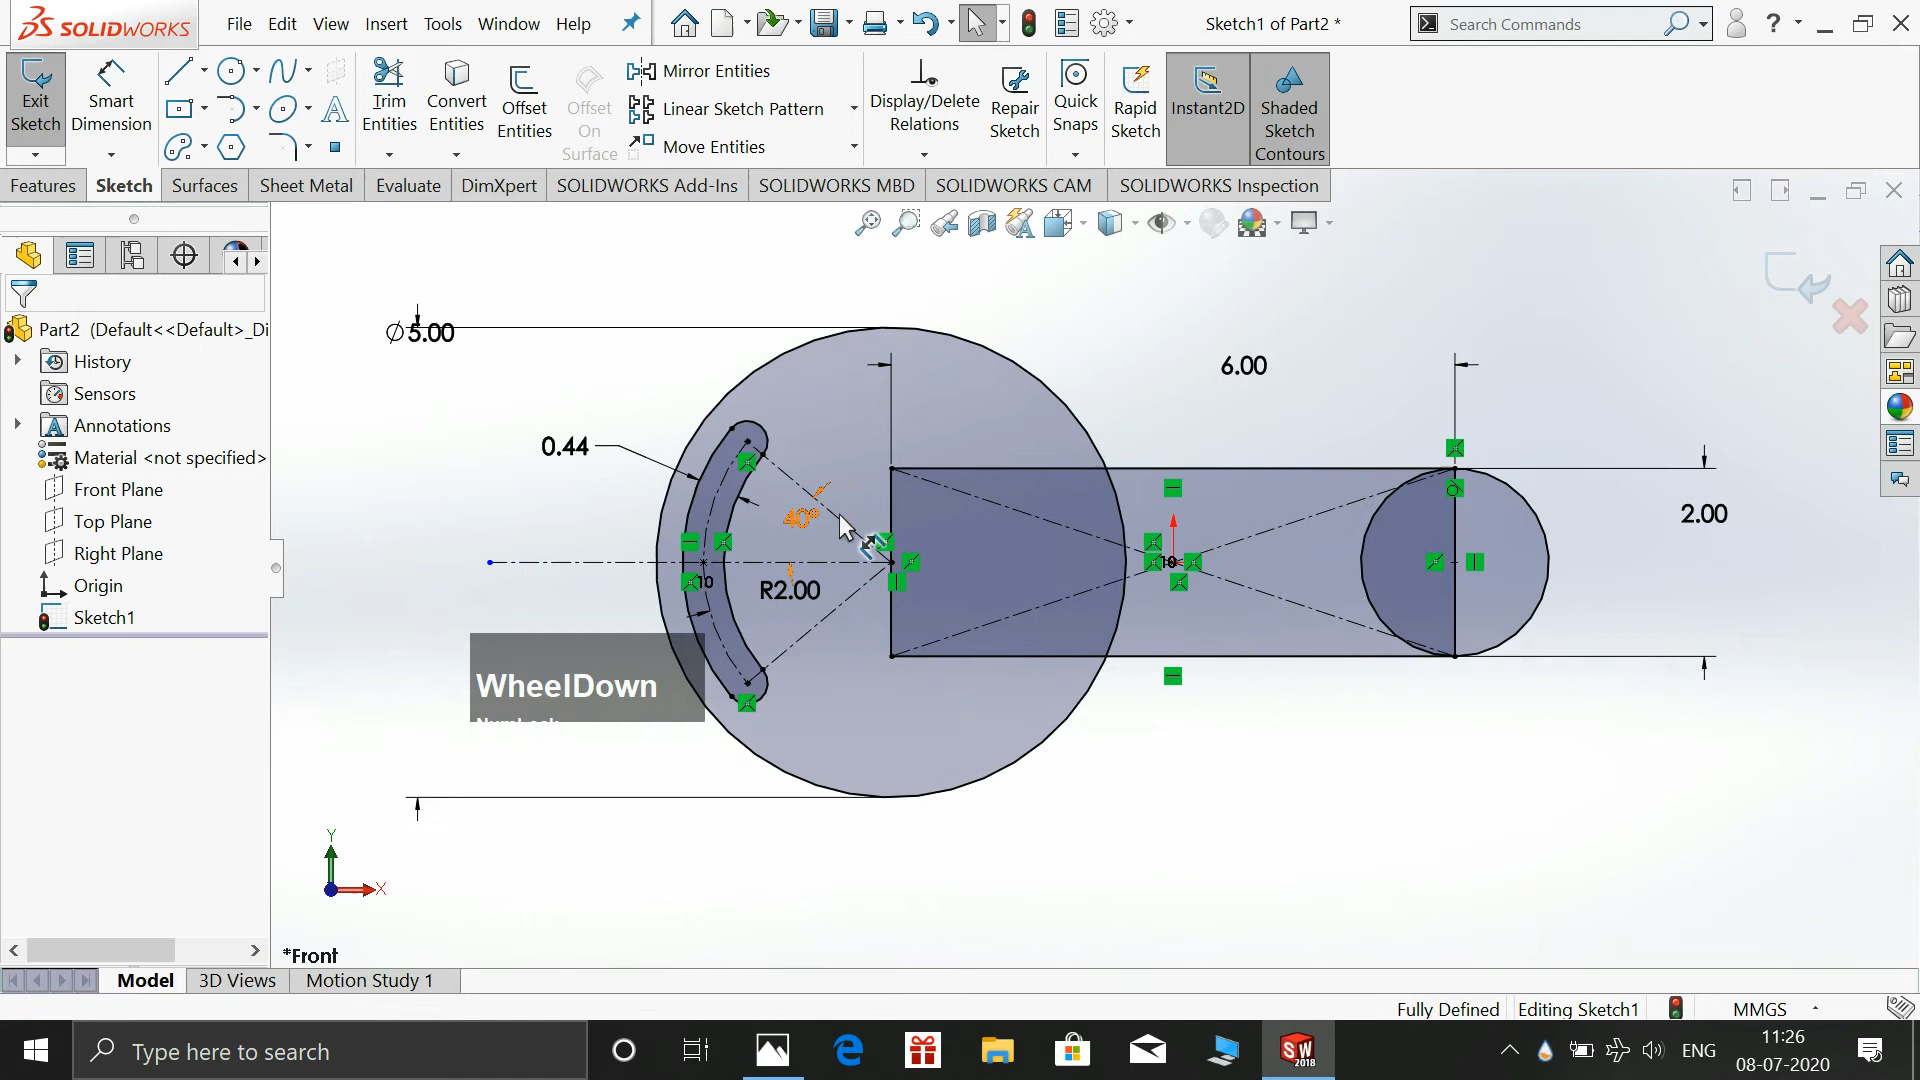 SOLIDWORKS
File Edit View Insert Tools Window Help
Sketch1 of Part2 *
Search Commands
Exit Sketch
Smart Dimension
Trim Entities
Convert Entities
Offset Entities
Offset On Surface
Mirror Entities
Linear Sketch Pattern
Move Entities
Display/Delete Relations
Repair Sketch
Quick Snaps
Rapid Sketch
Instant2D
Shaded Sketch Contours
Features Sketch Surfaces Sheet Metal Evaluate DimXpert SOLIDWORKS Add-Ins SOLIDWORKS MBD SOLIDWORKS CAM SOLIDWORKS Inspection
Part2 (Default<<Default>_Di
History
Sensors
Annotations
Material <not specified>
Front Plane
Top Plane
Right Plane
Origin
Sketch1
∅5.00
6.00
0.44
2.00
40°
R2.00
10
10
WheelDown
Y
X
*Front
Model 3D Views Motion Study 1
Fully Defined Editing Sketch1 MMGS
Type here to search
SW 2018
ENG
11:26
08-07-2020